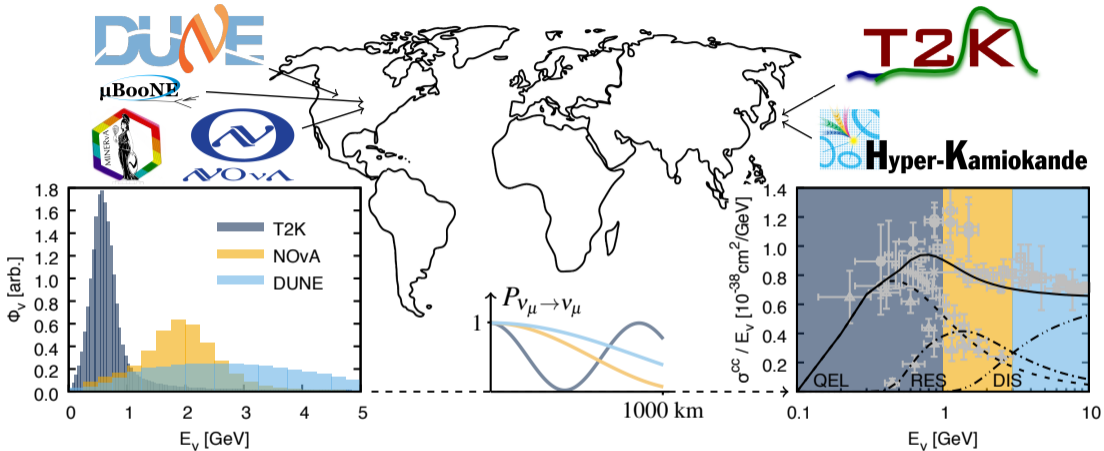 DUNE
μBooNE
MINERνA
NOνA
T2K
Hyper-Kamiokande
Φν [arb.]
1.8
1.6
1.4
1.2
1.0
0.8
0.6
0.4
0.2
0.0
T2K
NOvA
DUNE
0 1 2 3 4 5
Eν [GeV]
Pνμ→νμ
1
1000 km
σcc / Eν [10-38cm2/GeV]
1.4
1.2
1.0
0.8
0.6
0.4
0.2
QEL RES DIS
0.1 1 10
Eν [GeV]